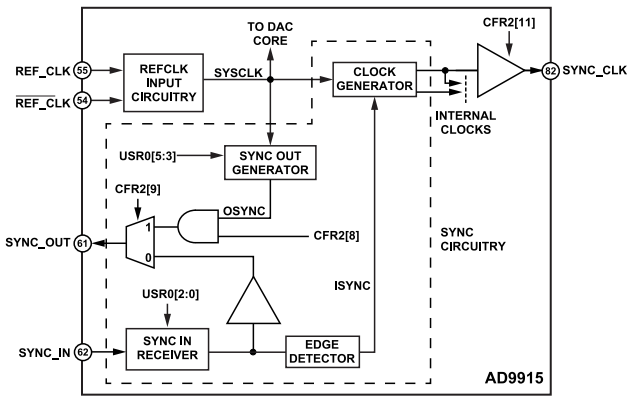 TO DAC
CORE
CFR2[11]
REF_CLK
55
REFCLK
INPUT
CIRCUITRY
SYSCLK
CLOCK
GENERATOR
82
SYNC_CLK
REF_CLK
54
INTERNAL
CLOCKS
USR0[5:3]
SYNC OUT
GENERATOR
CFR2[9]
OSYNC
1
CFR2[8]
SYNC_OUT
61
0
SYNC
CIRCUITRY
ISYNC
USR0[2:0]
SYNC_IN
62
SYNC IN
RECEIVER
EDGE
DETECTOR
AD9915